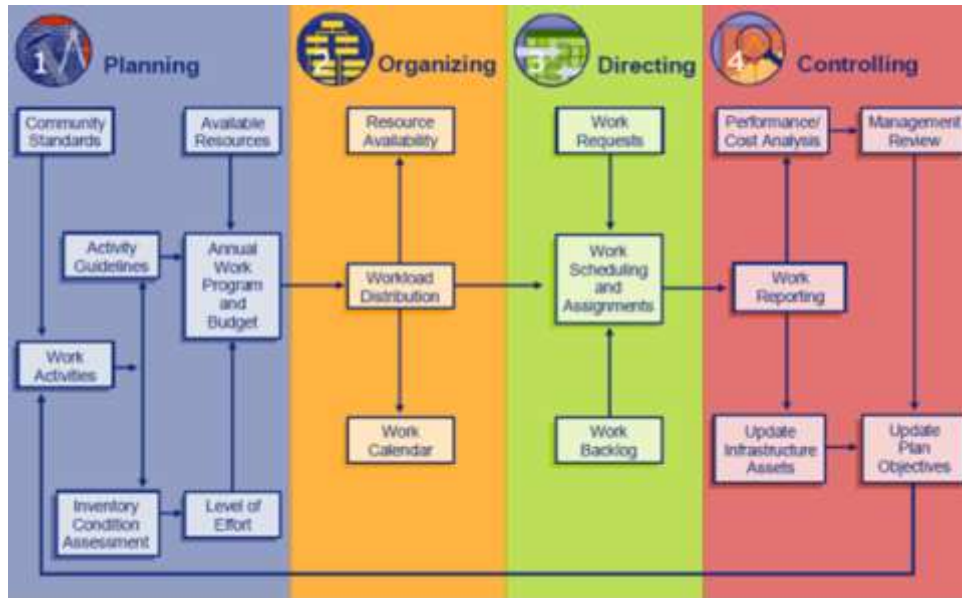 1 Planning
Community
Standards
Available
Resources
Activity
Guidelines
Annual
Work
Program
and
Budget
Work
Activities
Inventory
Condition
Assessment
Level of
Effort
2 Organizing
Resource
Availability
Workload
Distribution
Work
Calendar
3 Directing
Work
Requests
Work
Scheduling
and
Assignments
Work
Backlog
4 Controlling
Performance/
Cost Analysis
Management
Review
Work
Reporting
Update
Infrastructure
Assets
Update
Plan
Objectives